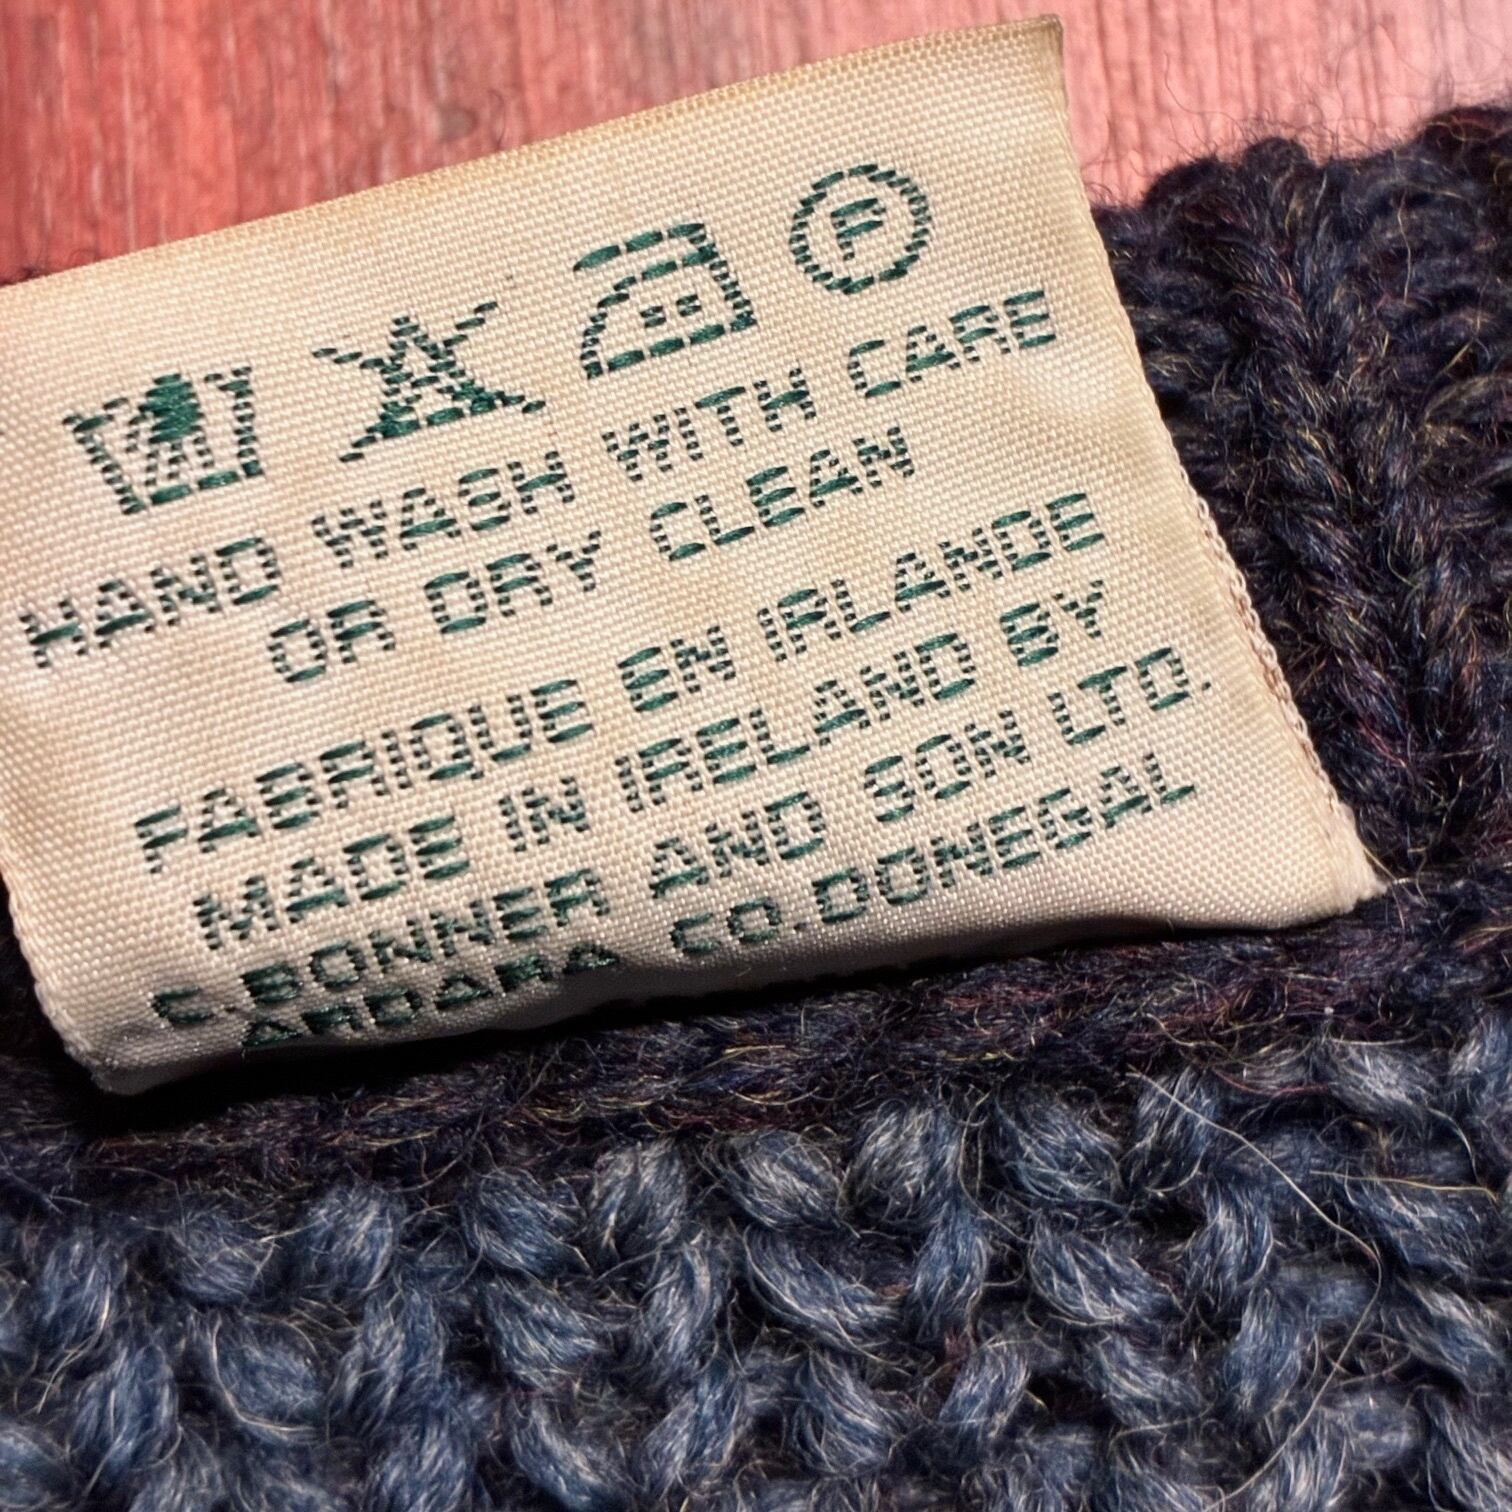 P
HAND WASH WITH CARE
OR DRY CLEAN
FABRIQUE EN IRLANDE
MADE IN IRELAND BY
C.BONNER AND SON LTD.
ARDARA CO.DONEGAL